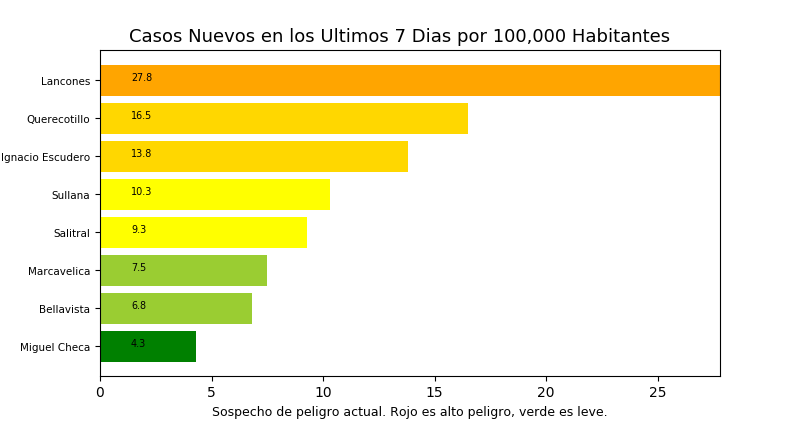 Casos Nuevos en los Ultimos 7 Dias por 100,000 Habitantes
Lancones 27.8
Querecotillo 16.5
Ignacio Escudero 13.8
Sullana 10.3
Salitral 9.3
Marcavelica 7.5
Bellavista 6.8
Miguel Checa 4.3
0 5 10 15 20 25
Sospecho de peligro actual. Rojo es alto peligro, verde es leve.